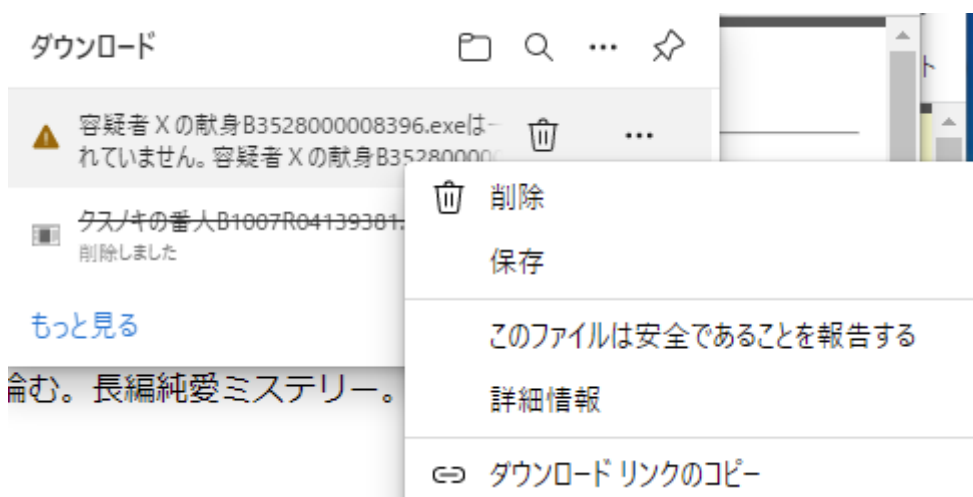 ダウンロード
容疑者Xの献身B3528000008396.exeは一
れていません。容疑者Xの献身B35280000
クスノキの番人B1007R04139381.
削除しました
もっと見る
削除
保存
このファイルは安全であることを報告する
詳細情報
ダウンロード リンクのコピー
む。長編純愛ミステリー。
ト